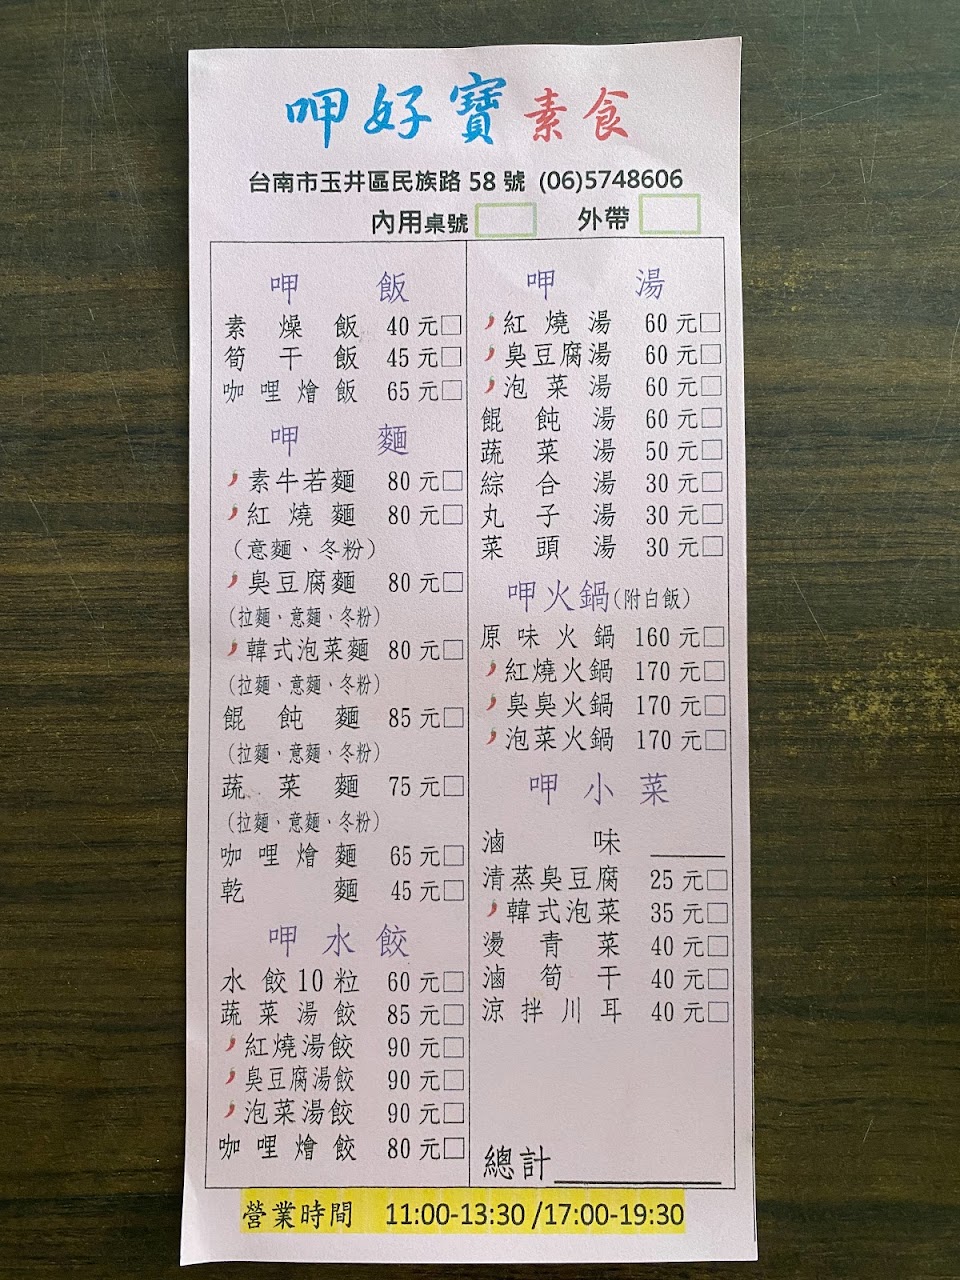 呷好寶素食
台南市玉井區民族路 58 號 (06)5748606
內用桌號 外帶
呷 飯
素燥飯 40 元□
筍干飯 45 元□
咖哩燴飯 65 元□
呷 麵
素牛若麵 80 元□
紅燒麵 80 元□
（意麵、冬粉）
臭豆腐麵 80 元□
（拉麵、意麵、冬粉）
韓式泡菜麵 80 元□
（拉麵、意麵、冬粉）
餛飩麵 85 元□
（拉麵、意麵、冬粉）
蔬菜麵 75 元□
（拉麵、意麵、冬粉）
咖哩燴麵 65 元□
乾麵 45 元□
呷水餃
水餃10粒 60 元□
蔬菜湯餃 85 元□
紅燒湯餃 90 元□
臭豆腐湯餃 90 元□
泡菜湯餃 90 元□
咖哩燴餃 80 元□
呷 湯
紅燒湯 60 元□
臭豆腐湯 60 元□
泡菜湯 60 元□
餛飩湯 60 元□
蔬菜湯 50 元□
綜合湯 30 元□
丸子湯 30 元□
菜頭湯 30 元□
呷火鍋(附白飯)
原味火鍋 160 元□
紅燒火鍋 170 元□
臭臭火鍋 170 元□
泡菜火鍋 170 元□
呷小菜
滷味 ____
清蒸臭豆腐 25 元□
韓式泡菜 35 元□
燙青菜 40 元□
滷筍干 40 元□
涼拌川耳 40 元□
總計__________
營業時間 11:00-13:30 /17:00-19:30